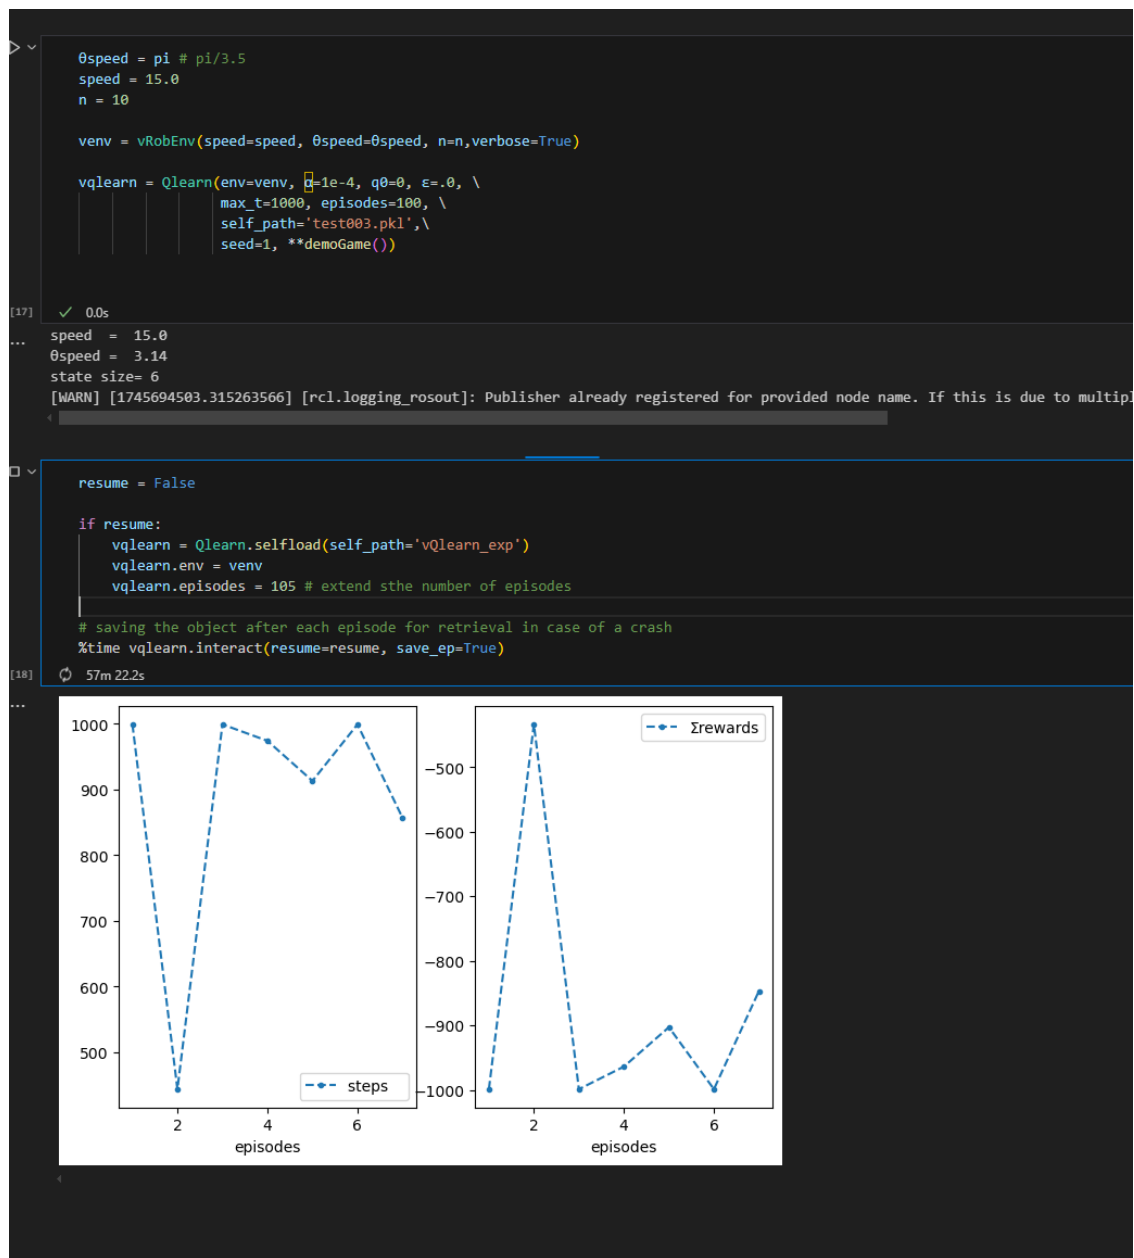 θspeed = pi # pi/3.5
speed = 15.0
n = 10
venv = vRobEnv(speed=speed, θspeed=θspeed, n=n,verbose=True)
vqlearn = Qlearn(env=venv, α=1e-4, q0=0, ε=.0, \
max_t=1000, episodes=100, \
self_path='test003.pkl',\
seed=1, **demoGame())
[17] 0.0s
speed  =  15.0
θspeed =  3.14
state size= 6
[WARN] [1745694503.315263566] [rcl.logging_rosout]: Publisher already registered for provided node name. If this is due to multipl
resume = False
if resume:
vqlearn = Qlearn.selfload(self_path='vQlearn_exp')
vqlearn.env = venv
vqlearn.episodes = 105 # extend sthe number of episodes
# saving the object after each episode for retrieval in case of a crash
%time vqlearn.interact(resume=resume, save_ep=True)
[18] 57m 22.2s
1000
900
800
700
600
500
steps
2 4 6
episodes
Σrewards
−500
−600
−700
−800
−900
−1000
2 4 6
episodes